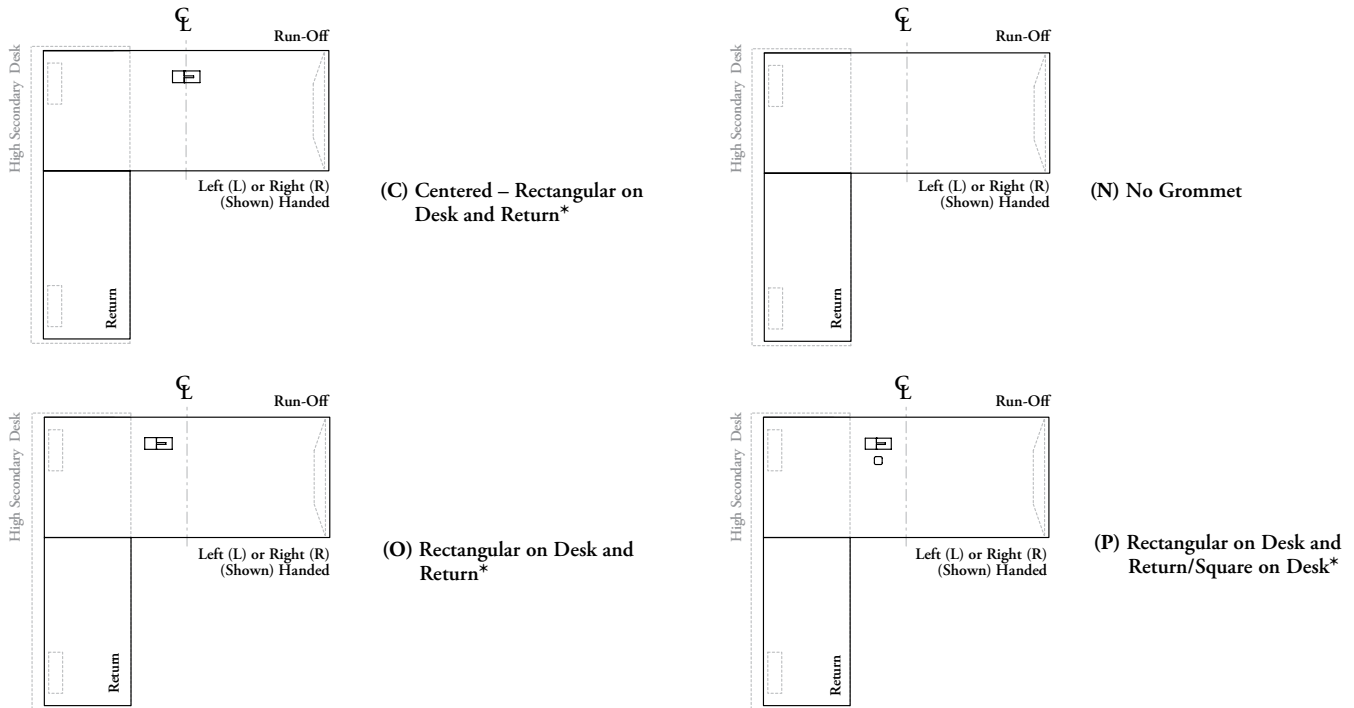 ℄
Run-Off
High Secondary Desk
Left (L) or Right (R)
(Shown) Handed
Return
(C) Centered – Rectangular on
Desk and Return*
℄
Run-Off
High Secondary Desk
Left (L) or Right (R)
(Shown) Handed
Return
(N) No Grommet
℄
Run-Off
High Secondary Desk
Left (L) or Right (R)
(Shown) Handed
Return
(O) Rectangular on Desk and
Return*
℄
Run-Off
High Secondary Desk
Left (L) or Right (R)
(Shown) Handed
Return
(P) Rectangular on Desk and
Return/Square on Desk*